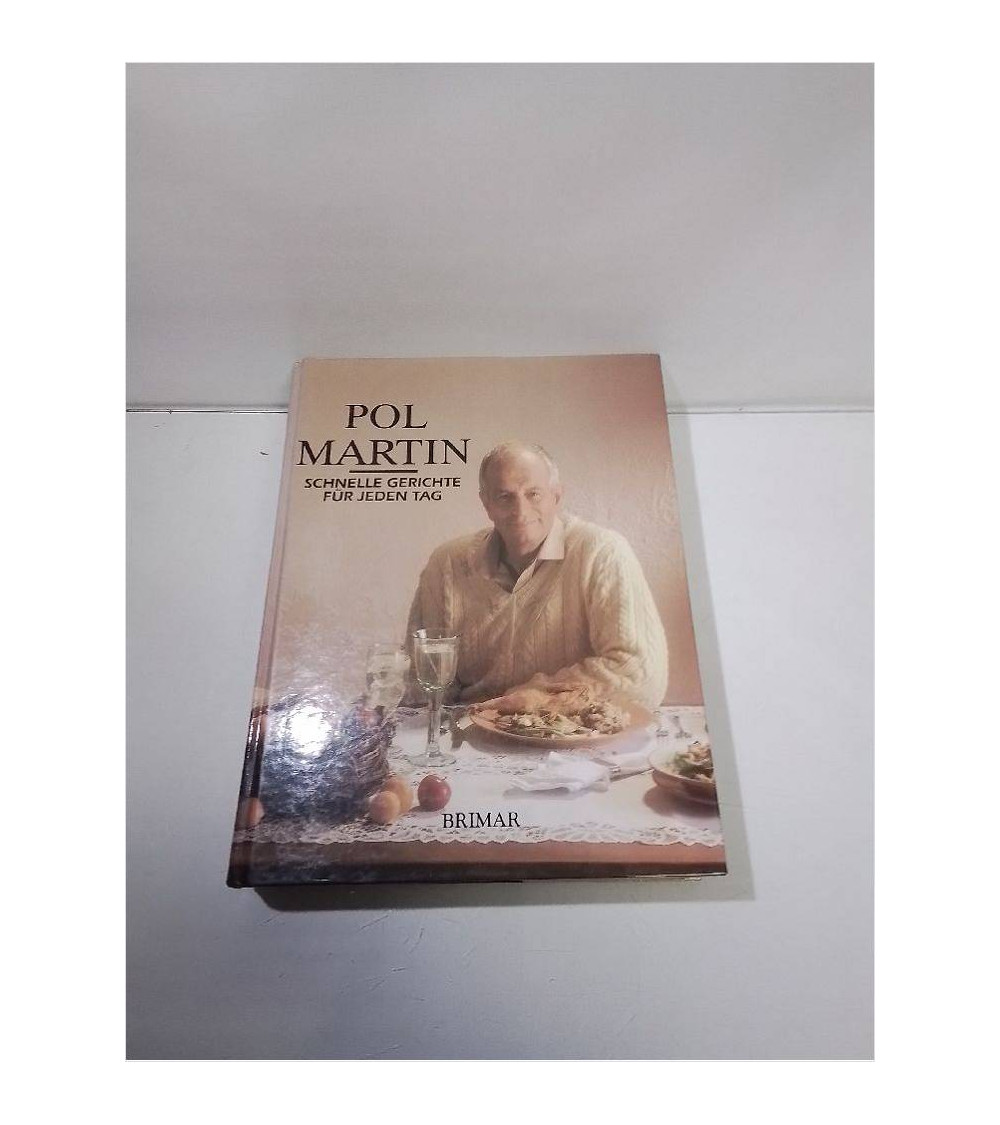 POL
MARTIN
SCHNELLE GERICHTE
FÜR JEDEN TAG
BRIMAR